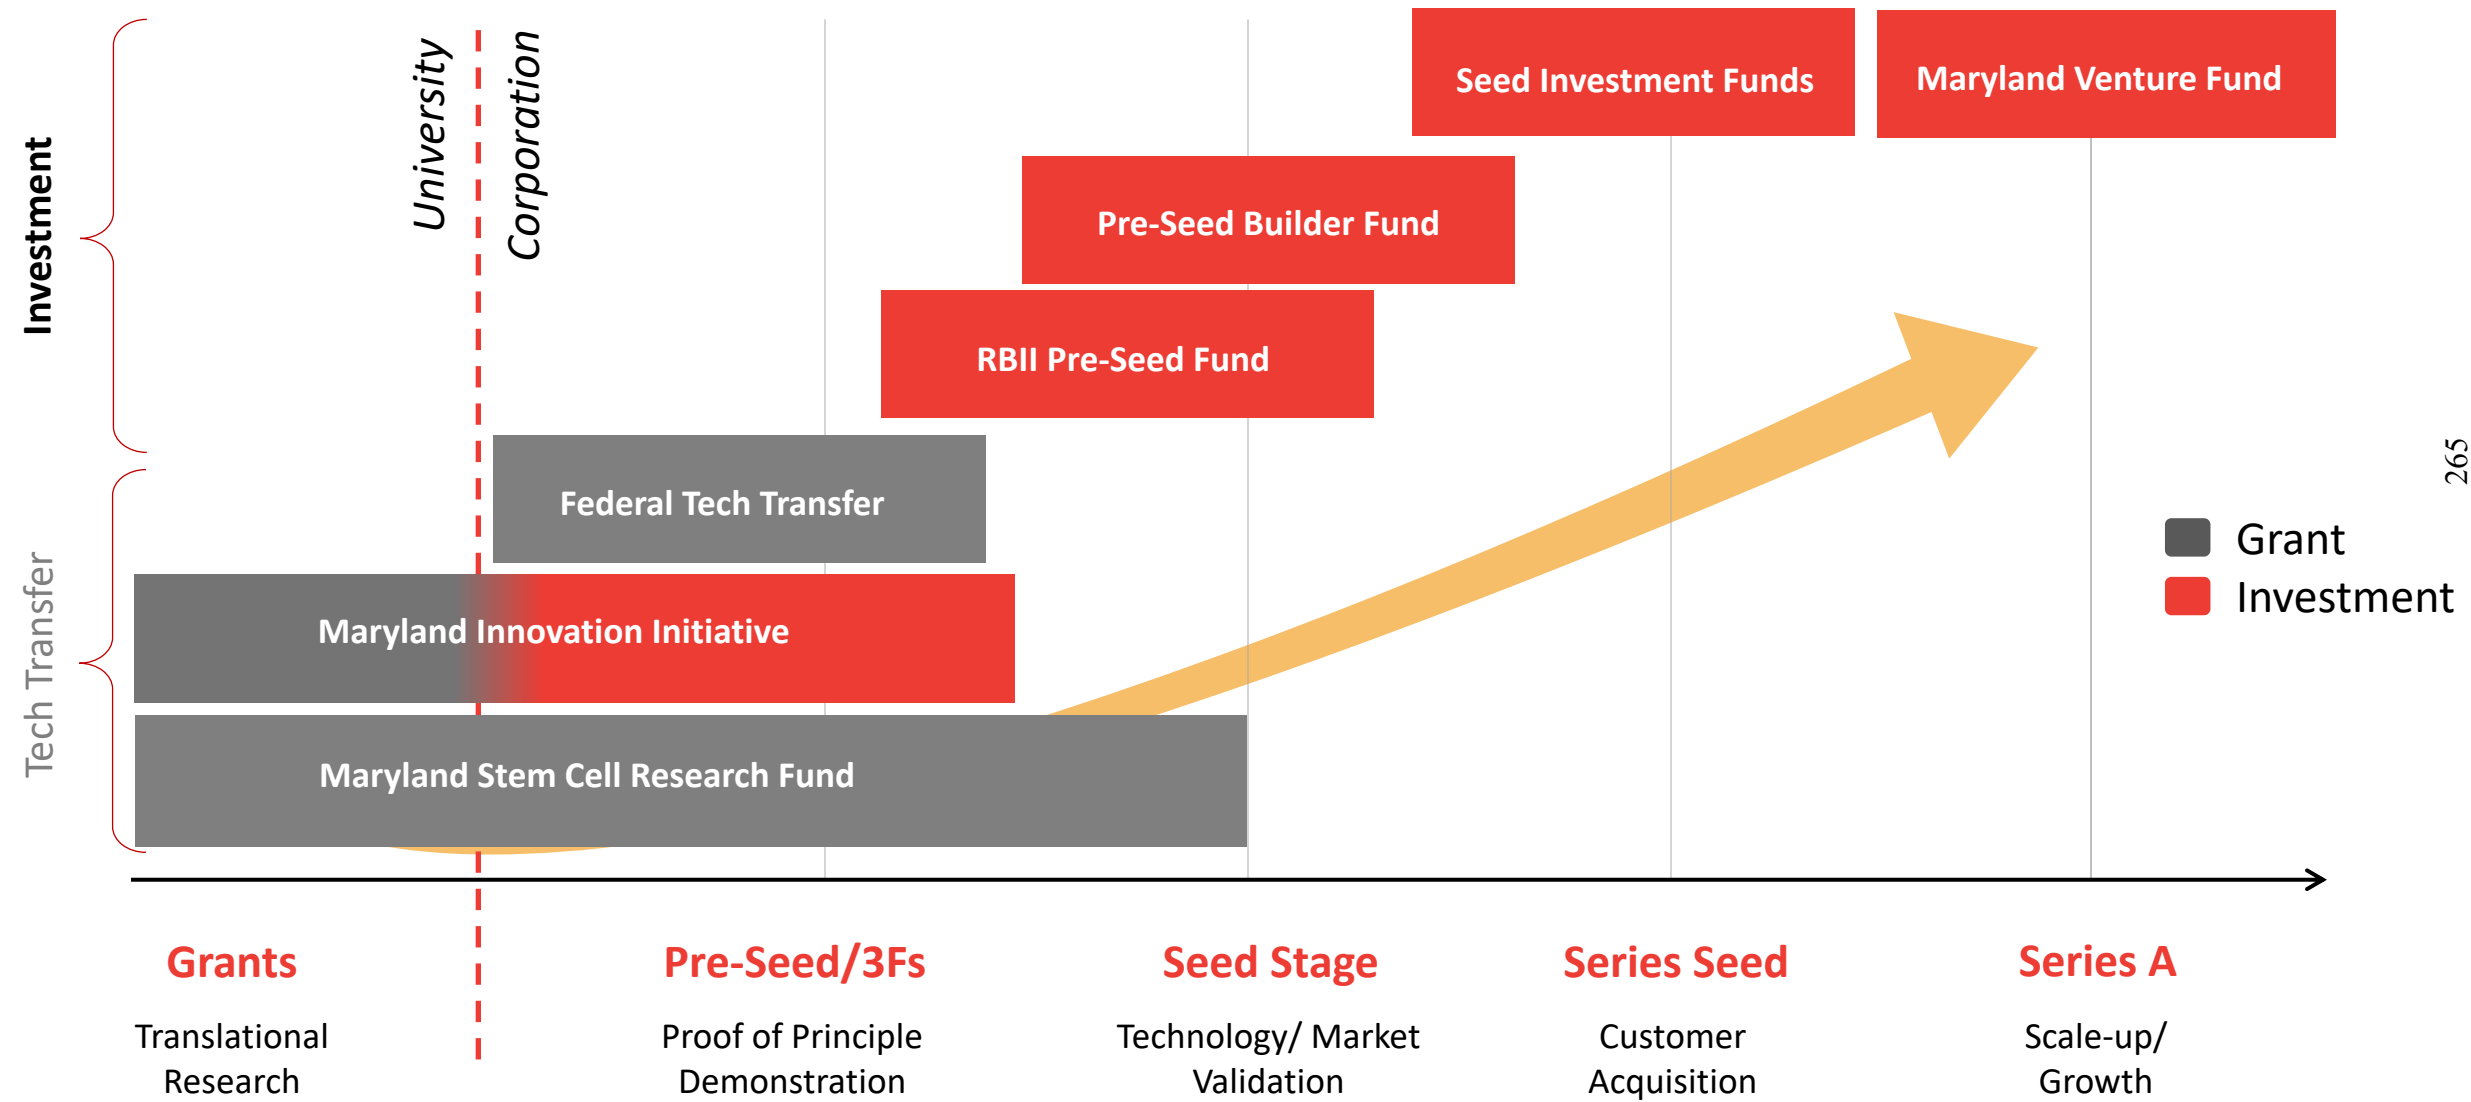 University
Corporation
Investment
Seed Investment Funds
Maryland Venture Fund
Pre-Seed Builder Fund
RBII Pre-Seed Fund
Federal Tech Transfer
Tech Transfer
Maryland Innovation Initiative
Maryland Stem Cell Research Fund
265
Grant
Investment
Grants
Translational
Research
Pre-Seed/3Fs
Proof of Principle
Demonstration
Seed Stage
Technology/ Market
Validation
Series Seed
Customer
Acquisition
Series A
Scale-up/
Growth